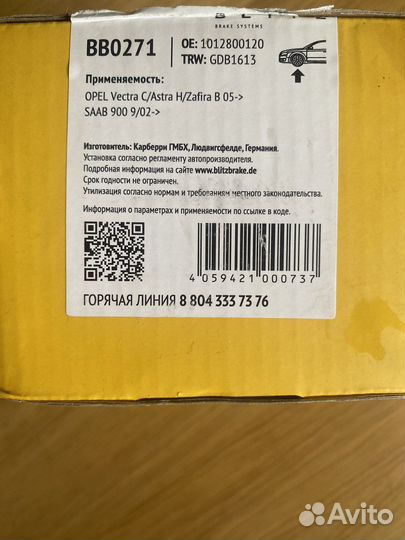 BRAKE SYSTEMS
BB0271
OE: 1012800120
TRW: GDB1613
Применяемость:
OPEL Vectra C/Astra H/Zafira B 05->
SAAB 900 9/02->
Изготовитель: Карберри ГМБХ, Людвигсфелде, Германия.
Установка согласно регламенту автопроизводителя.
Подробная информация на сайте www.blitzbrake.de
Срок годности не ограничен.
Утилизация согласно нормам и требованиям местного законодательства.
Информация о параметрах и применяемости по ссылке в коде.
4 059421 000737
ГОРЯЧАЯ ЛИНИЯ 8 804 333 73 76
Avito